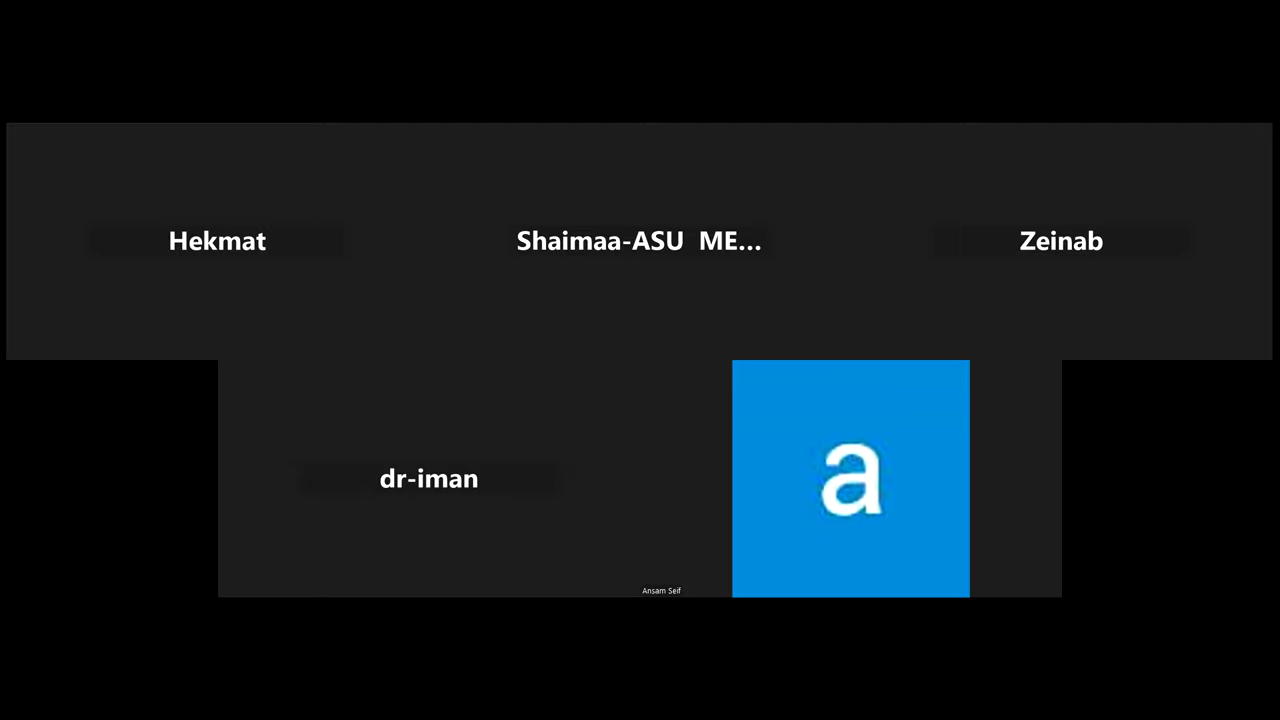 Hekmat
Shaimaa-ASU ME...
Zeinab
dr-iman
a
Ansam Seif